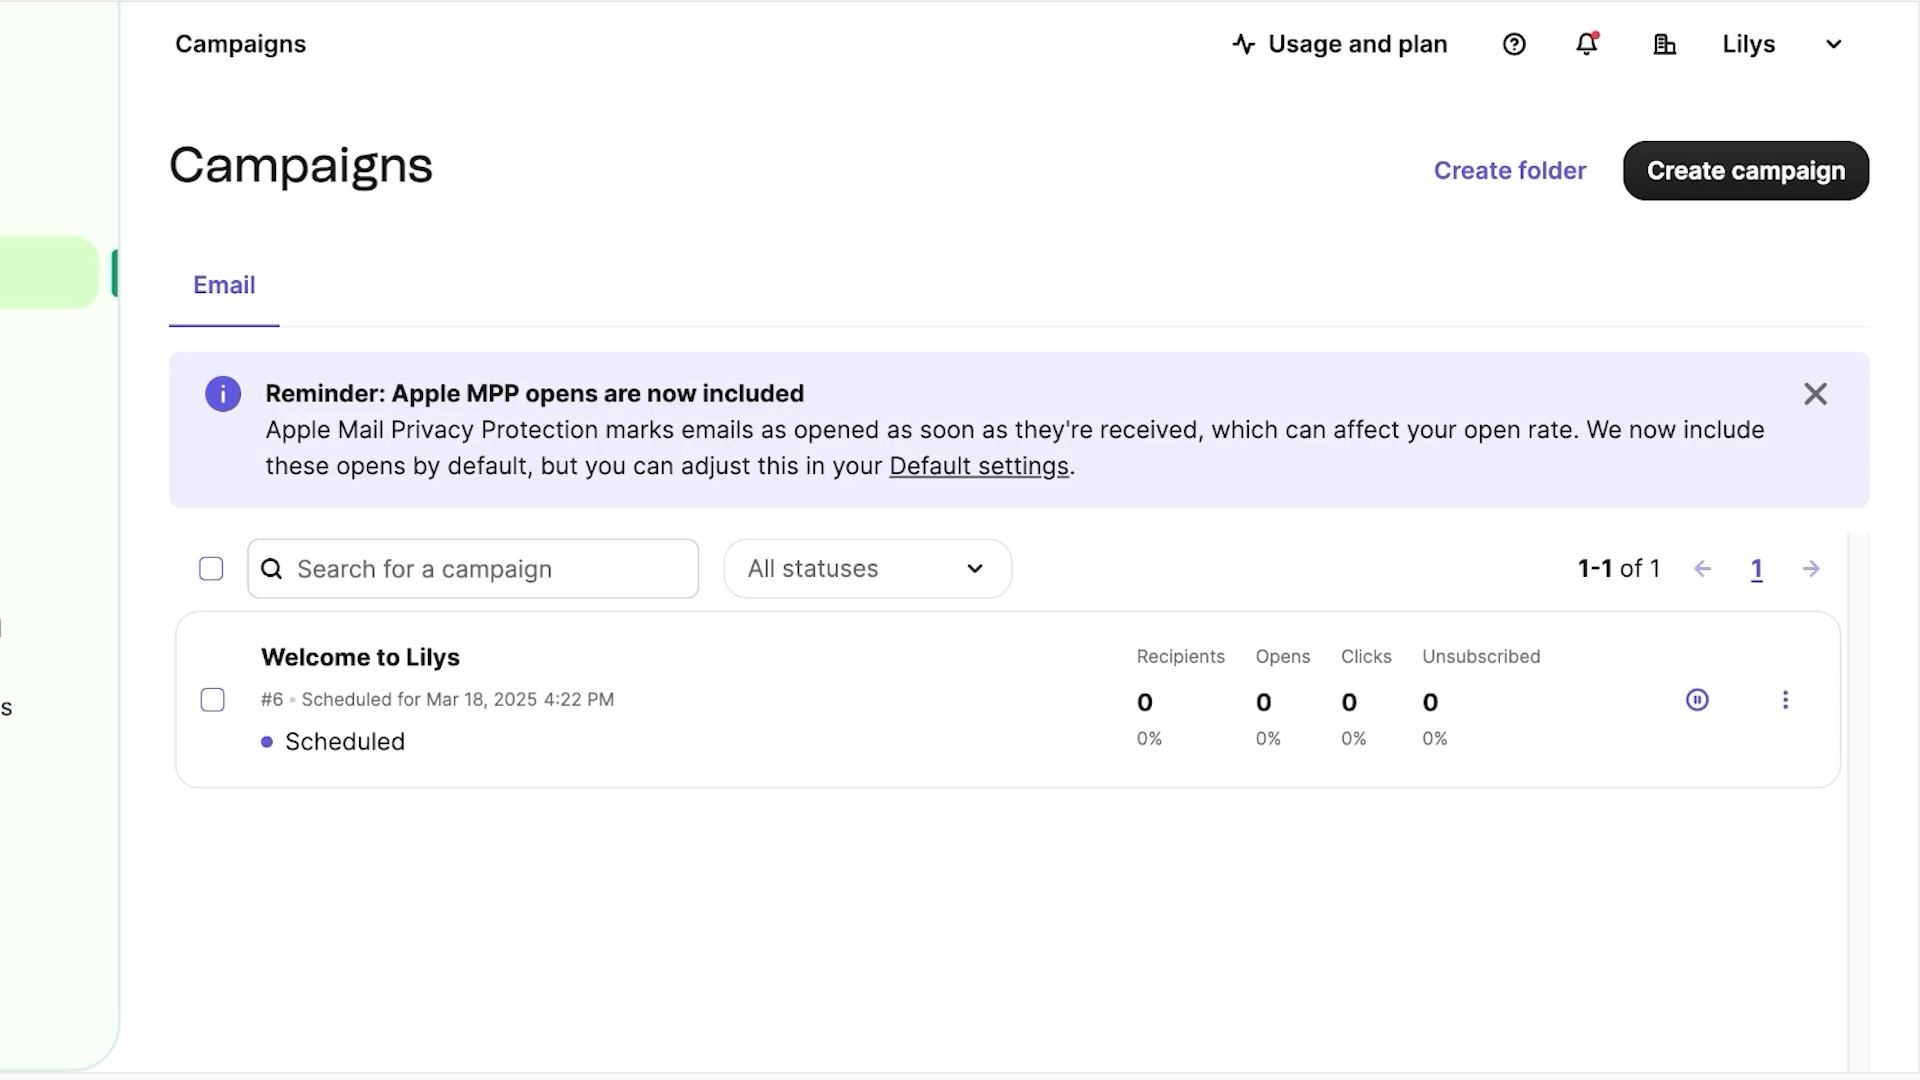 Campaigns
Usage and plan
Lilys
Campaigns
Create folder
Create campaign
Email
Reminder: Apple MPP opens are now included
Apple Mail Privacy Protection marks emails as opened as soon as they're received, which can affect your open rate. We now include
these opens by default, but you can adjust this in your Default settings.
Search for a campaign
All statuses
1-1 of 1
1
Welcome to Lilys
#6 • Scheduled for Mar 18, 2025 4:22 PM
Scheduled
Recipients Opens Clicks Unsubscribed
0 0 0 0
0% 0% 0% 0%
s